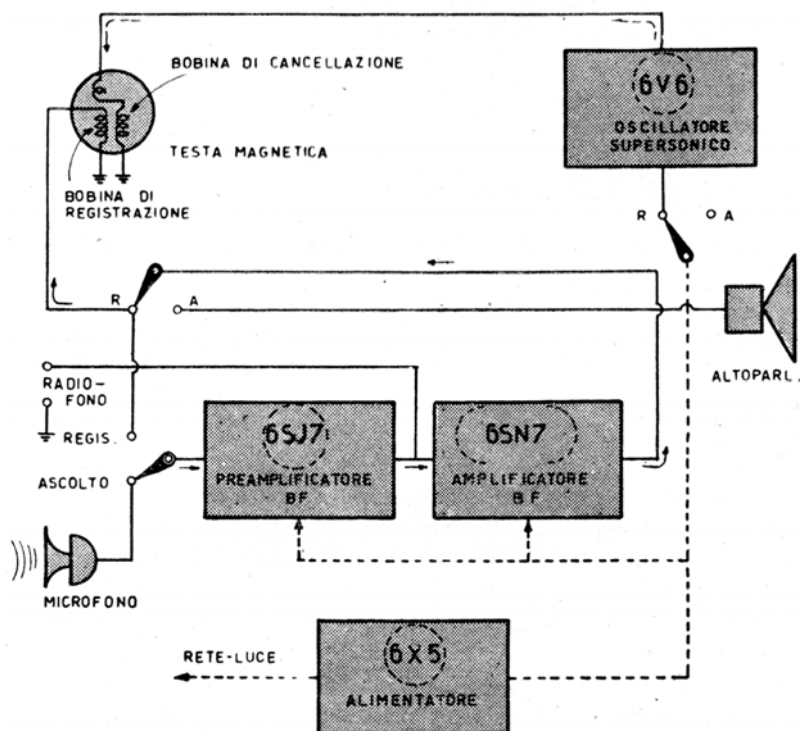 BOBINA DI CANCELLAZIONE
6V6
OSCILLATORE
SUPERSONICO
TESTA MAGNETICA
BOBINA DI
REGISTRAZIONE
R A
R A
ALTOPARL.
RADIO-
FONO
REGIS.
6SJ7
6SN7
ASCOLTO
PREAMPLIFICATORE
BF
AMPLIFICATORE
BF
MICROFONO
RETE-LUCE
6X5
ALIMENTATORE